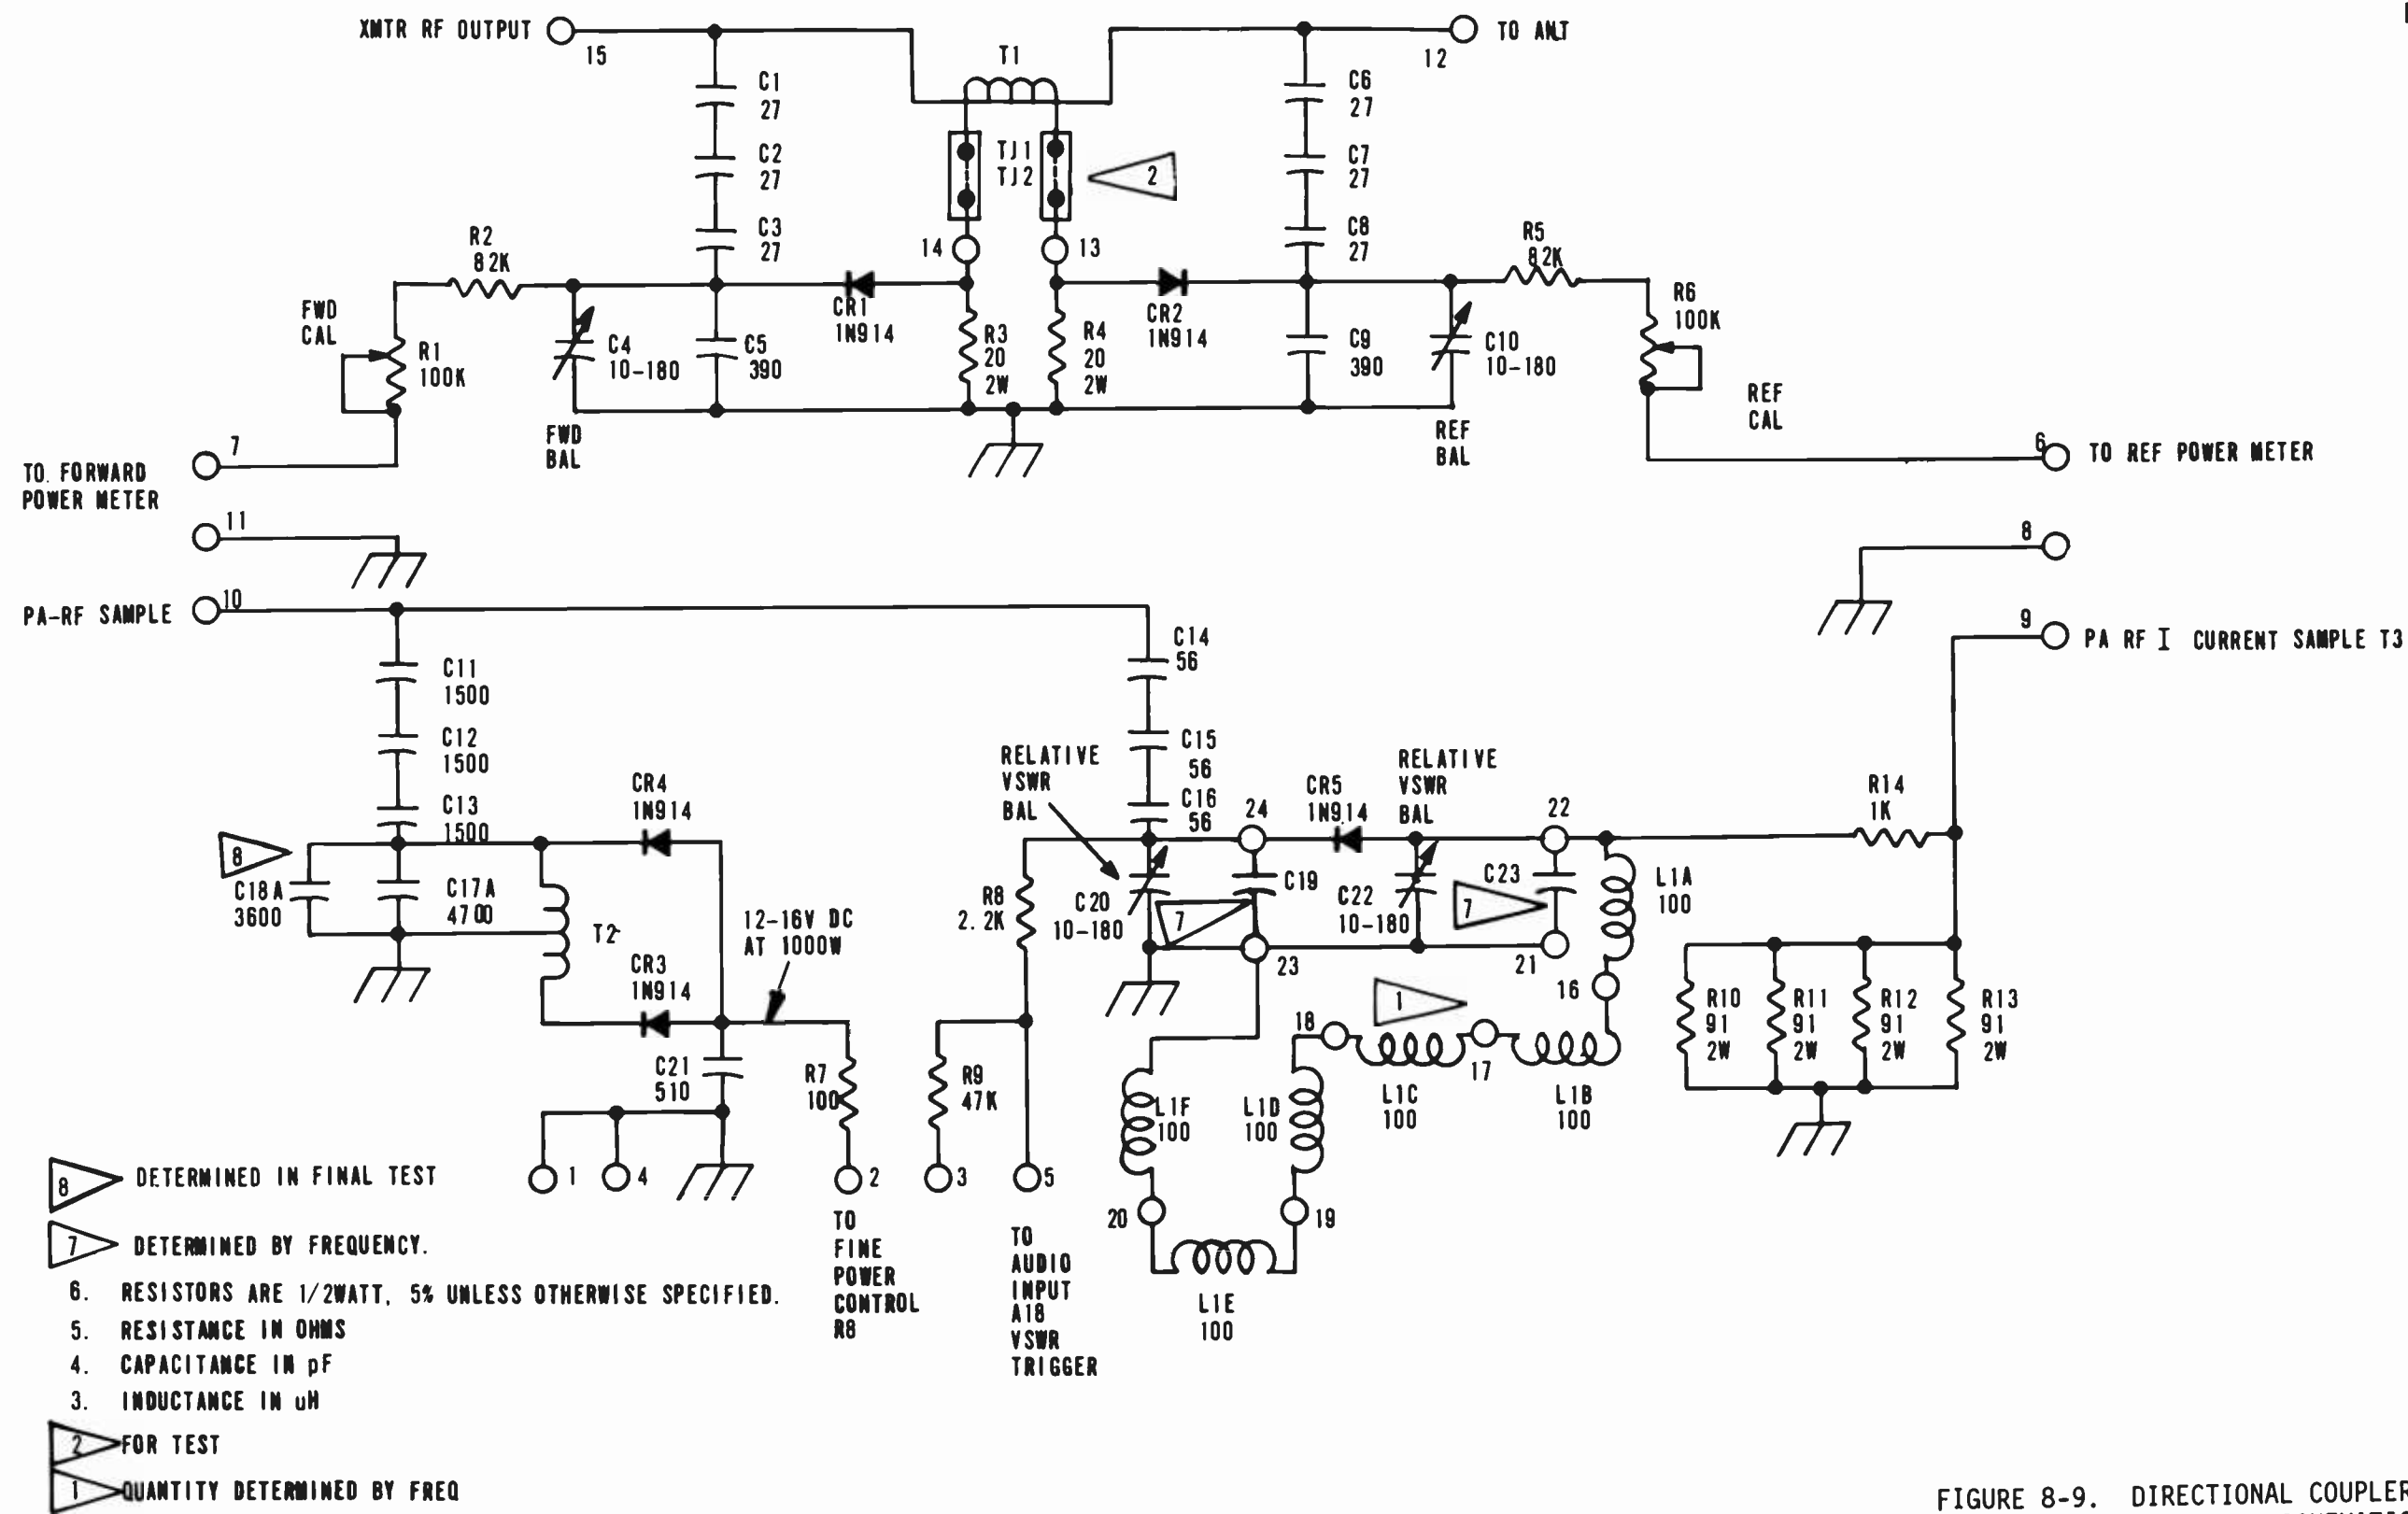 XMTR RF OUTPUT
15
T1
12
TO ANT
C1
27
C2
27
C3
27
TJ1
TJ2
2
14
13
C6
27
C7
27
C8
27
R2
82K
FWD
CAL
R1
100K
C4
10-180
C5
390
CR1
1N914
R3
20
2W
R4
20
2W
CR2
1N914
C9
390
C10
10-180
R5
82K
R6
100K
REF
CAL
FWD
BAL
REF
BAL
7
TO. FORWARD
POWER METER
6
TO REF POWER METER
11
8
10
PA-RF SAMPLE
9
PA RF I CURRENT SAMPLE T3
C11
1500
C12
1500
C13
1500
C14
56
C15
56
C16
56
8
C18A
3600
C17A
4700
T2
CR4
1N914
CR3
1N914
12-16V DC
AT 1000W
C21
510
R7
100
RELATIVE
VSWR
BAL
R8
2.2K
C20
10-180
7
24
C19
23
CR5
1N914
RELATIVE
VSWR
BAL
C22
10-180
22
C23
7
21
L1A
100
R14
1K
16
1
18
17
L1C
100
L1B
100
R10
91
2W
R11
91
2W
R12
91
2W
R13
91
2W
R9
47K
L1F
100
L1D
100
20
19
L1E
100
1
4
2
3
5
TO
FINE
POWER
CONTROL
R8
TO
AUDIO
INPUT
A18
VSWR
TRIGGER
8 DETERMINED IN FINAL TEST
7 DETERMINED BY FREQUENCY.
6. RESISTORS ARE 1/2WATT, 5% UNLESS OTHERWISE SPECIFIED.
5. RESISTANCE IN OHMS
4. CAPACITANCE IN pF
3. INDUCTANCE IN uH
2 FOR TEST
1 QUANTITY DETERMINED BY FREQ
FIGURE 8-9. DIRECTIONAL COUPLER